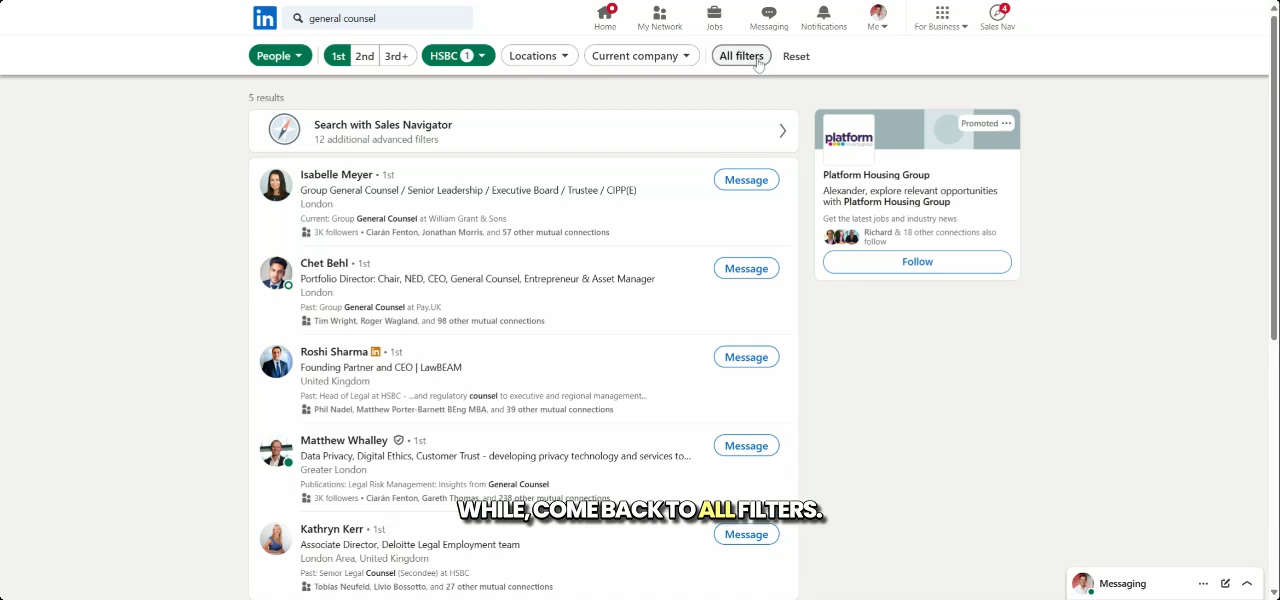 in general counsel
Home My Network Jobs Messaging Notifications Me For Business 4 Sales Nav
People 1st 2nd 3rd+ HSBC 1 Locations Current company All filters Reset
5 results
Search with Sales Navigator
12 additional advanced filters
Isabelle Meyer • 1st
Group General Counsel / Senior Leadership / Executive Board / Trustee / CIPP(E)
London
Current: Group General Counsel at William Grant & Sons
3K followers • Ciarán Fenton, Jonathan Morris, and 57 other mutual connections
Message
Chet Behl • 1st
Portfolio Director: Chair, NED, CEO, General Counsel, Entrepreneur & Asset Manager
London
Past: Group General Counsel at Pay.UK
Tim Wright, Roger Wagland, and 98 other mutual connections
Message
Roshi Sharma in • 1st
Founding Partner and CEO | LawBEAM
United Kingdom
Past: Head of Legal at HSBC - ...and regulatory counsel to executive and regional management...
Phil Nadel, Matthew Porter-Barnett BEng MBA, and 39 other mutual connections
Message
Matthew Whalley • 1st
Data Privacy, Digital Ethics, Customer Trust - developing privacy technology and services to...
Greater London
Publications: Legal Risk Management: Insights from General Counsel
3K followers • Ciarán Fenton, Gareth Thomas, and 238 other mutual connections
Message
WHILE, COME BACK TO ALL FILTERS.
Kathryn Kerr • 1st
Associate Director, Deloitte Legal Employment team
London Area, United Kingdom
Past: Senior Legal Counsel (Secondee) at HSBC
Tobias Neufeld, Livio Bossotto, and 27 other mutual connections
Message
Promoted ...
platform
housing group
Platform Housing Group
Alexander, explore relevant opportunities
with Platform Housing Group
Get the latest jobs and industry news
Richard & 18 other connections also
follow
Follow
Messaging